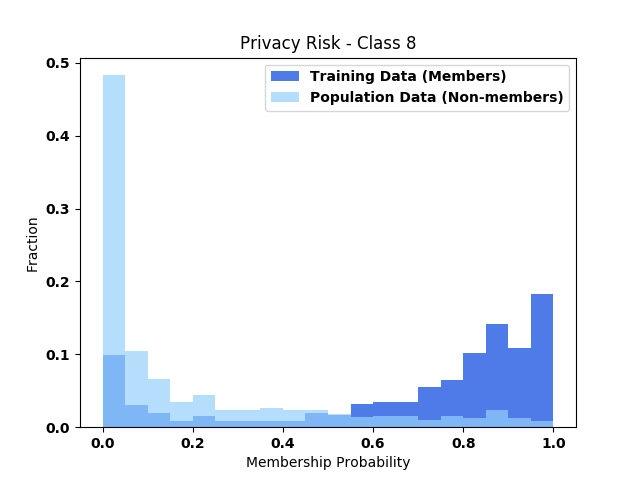 Privacy Risk - Class 8
Training Data (Members)
Population Data (Non-members)
0.5
0.4
0.3
0.2
0.1
0.0
Fraction
0.0 0.2 0.4 0.6 0.8 1.0
Membership Probability